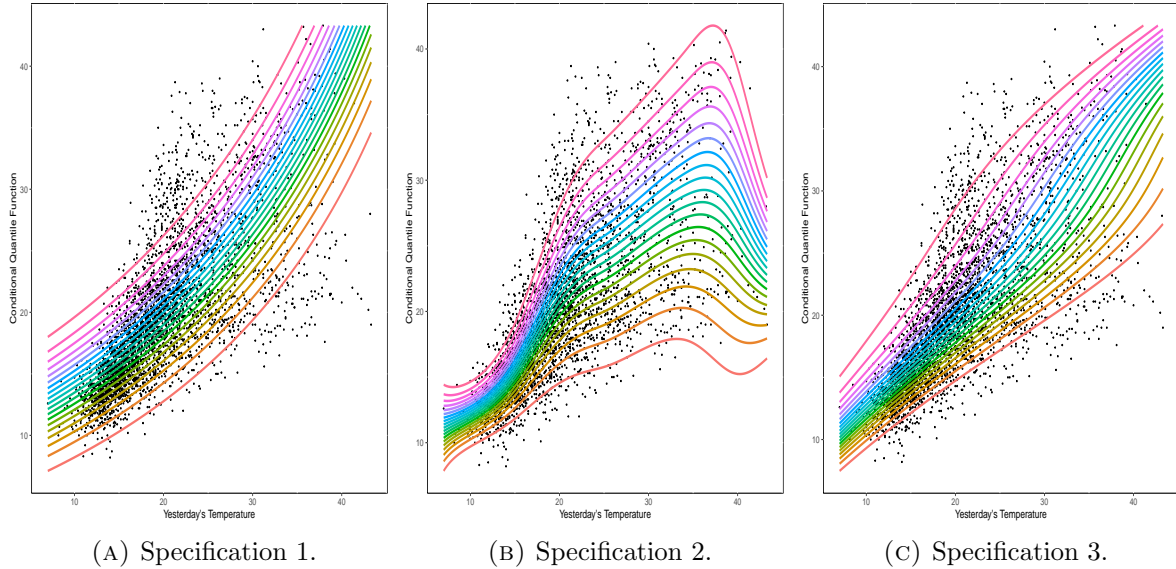 Conditional Quantile Function
40
30
20
10
10
20
30
40
Yesterday's Temperature
(A) Specification 1.
Conditional Quantile Function
40
30
20
10
10
20
30
40
Yesterday's Temperature
(B) Specification 2.
Conditional Quantile Function
40
30
20
10
10
20
30
40
Yesterday's Temperature
(C) Specification 3.